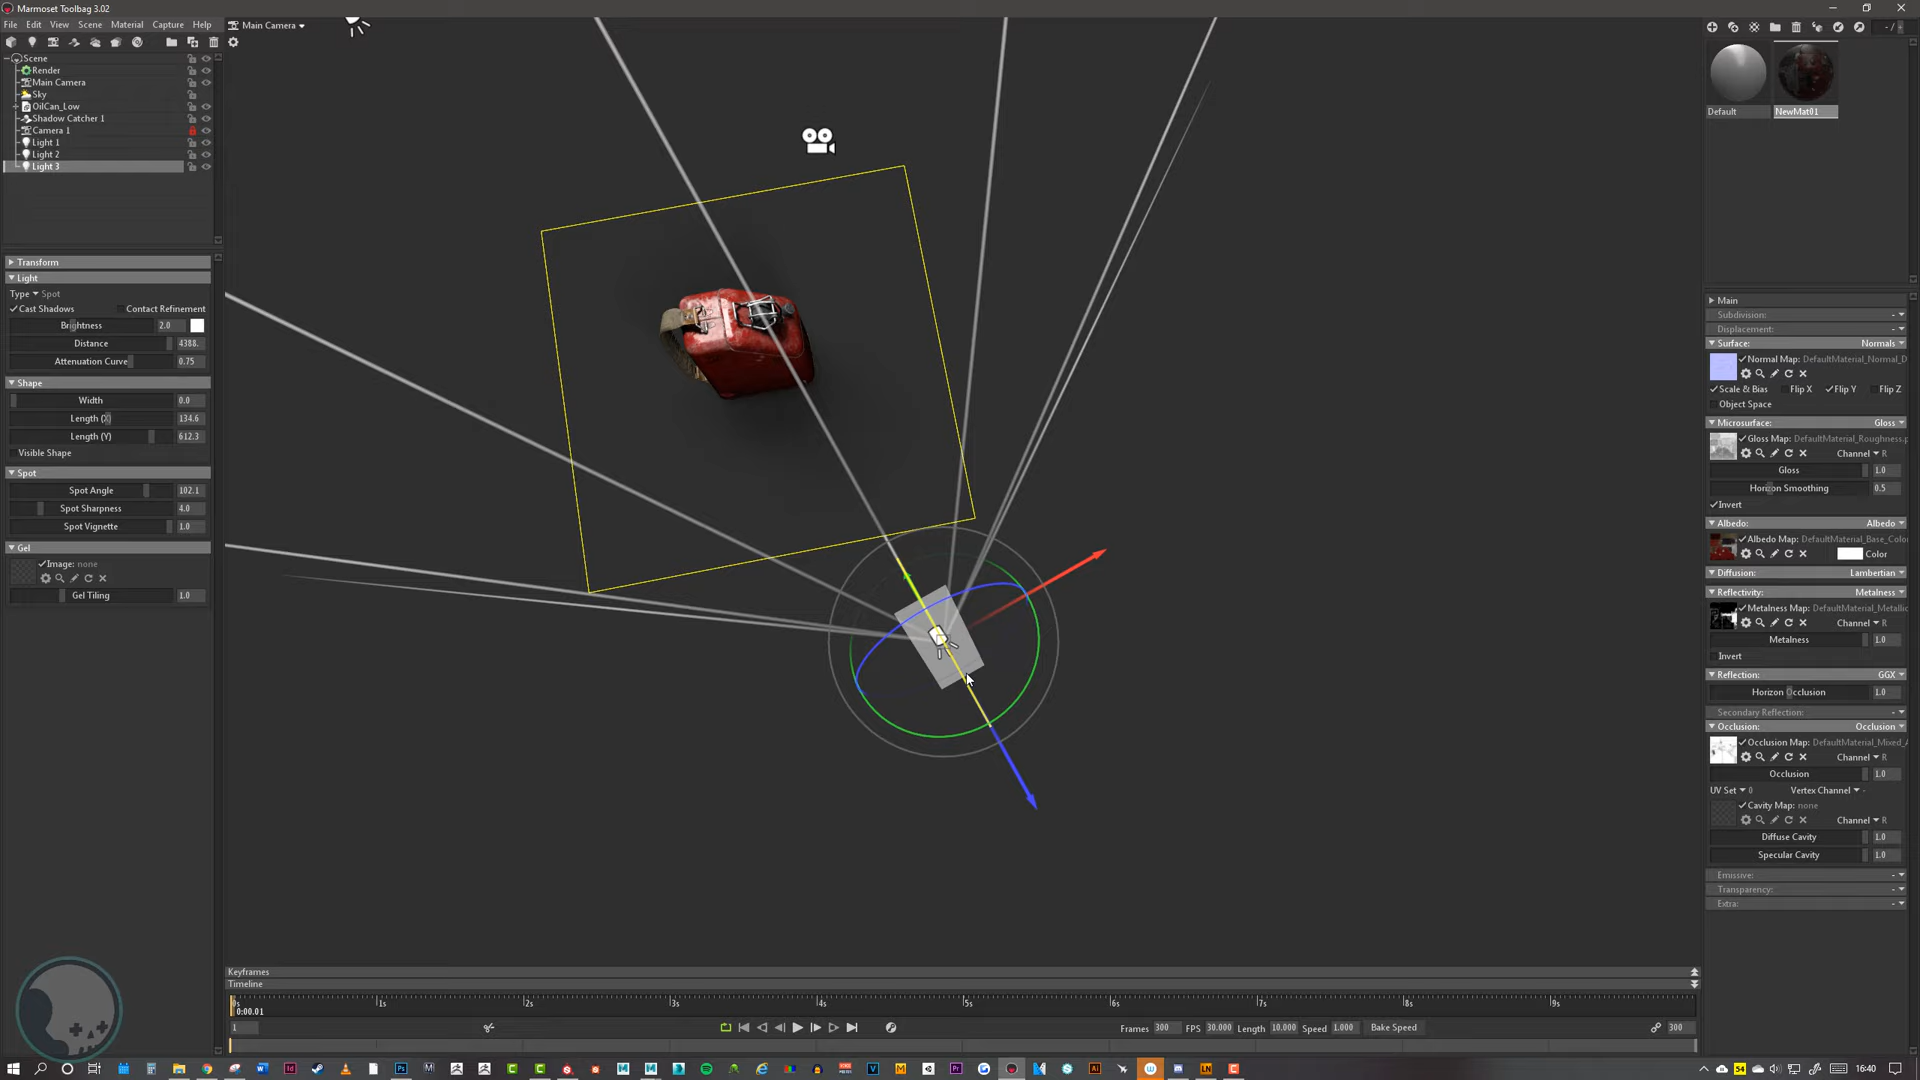 Marmoset Toolbag 3.02
File Edit View Scene Material Capture Help
Main Camera
Scene
Render
Main Camera
Sky
OilCan_Low
Shadow Catcher 1
Camera 1
Light 1
Light 2
Light 3
Transform
Light
Type Spot
Cast Shadows Contact Refinement
Brightness 2.0
Distance 4388.
Attenuation Curve 0.75
Shape
Width 0.0
Length (X) 134.6
Length (Y) 612.3
Visible Shape
Spot
Spot Angle 102.1
Spot Sharpness 4.0
Spot Vignette 1.0
Gel
Image: none
Gel Tiling 1.0
Default NewMat01
Main
Subdivision:
Displacement:
Surface: Normals
Normal Map: DefaultMaterial_Normal_D
Scale & Bias Flip X Flip Y Flip Z
Object Space
Microsurface: Gloss
Gloss Map: DefaultMaterial_Roughness.p
Channel R
Gloss 1.0
Horizon Smoothing 0.5
Invert
Albedo: Albedo
Albedo Map: DefaultMaterial_Base_Color
Color
Diffusion: Lambertian
Reflectivity: Metalness
Metalness Map: DefaultMaterial_Metallic
Channel R
Metalness 1.0
Invert
Reflection: GGX
Horizon Occlusion 1.0
Secondary Reflection:
Occlusion: Occlusion
Occlusion Map: DefaultMaterial_Mixed_A
Channel R
Occlusion 1.0
UV Set 0 Vertex Channel -
Cavity Map: none
Channel R
Diffuse Cavity 1.0
Specular Cavity 1.0
Emissive:
Transparency:
Extra:
Keyframes
Timeline
0s 1s 2s 3s 4s 5s 6s 7s 8s 9s
0:00.01
1 Frames 300 FPS 30.000 Length 10.000 Speed 1.000 Bake Speed 300
54 16:40